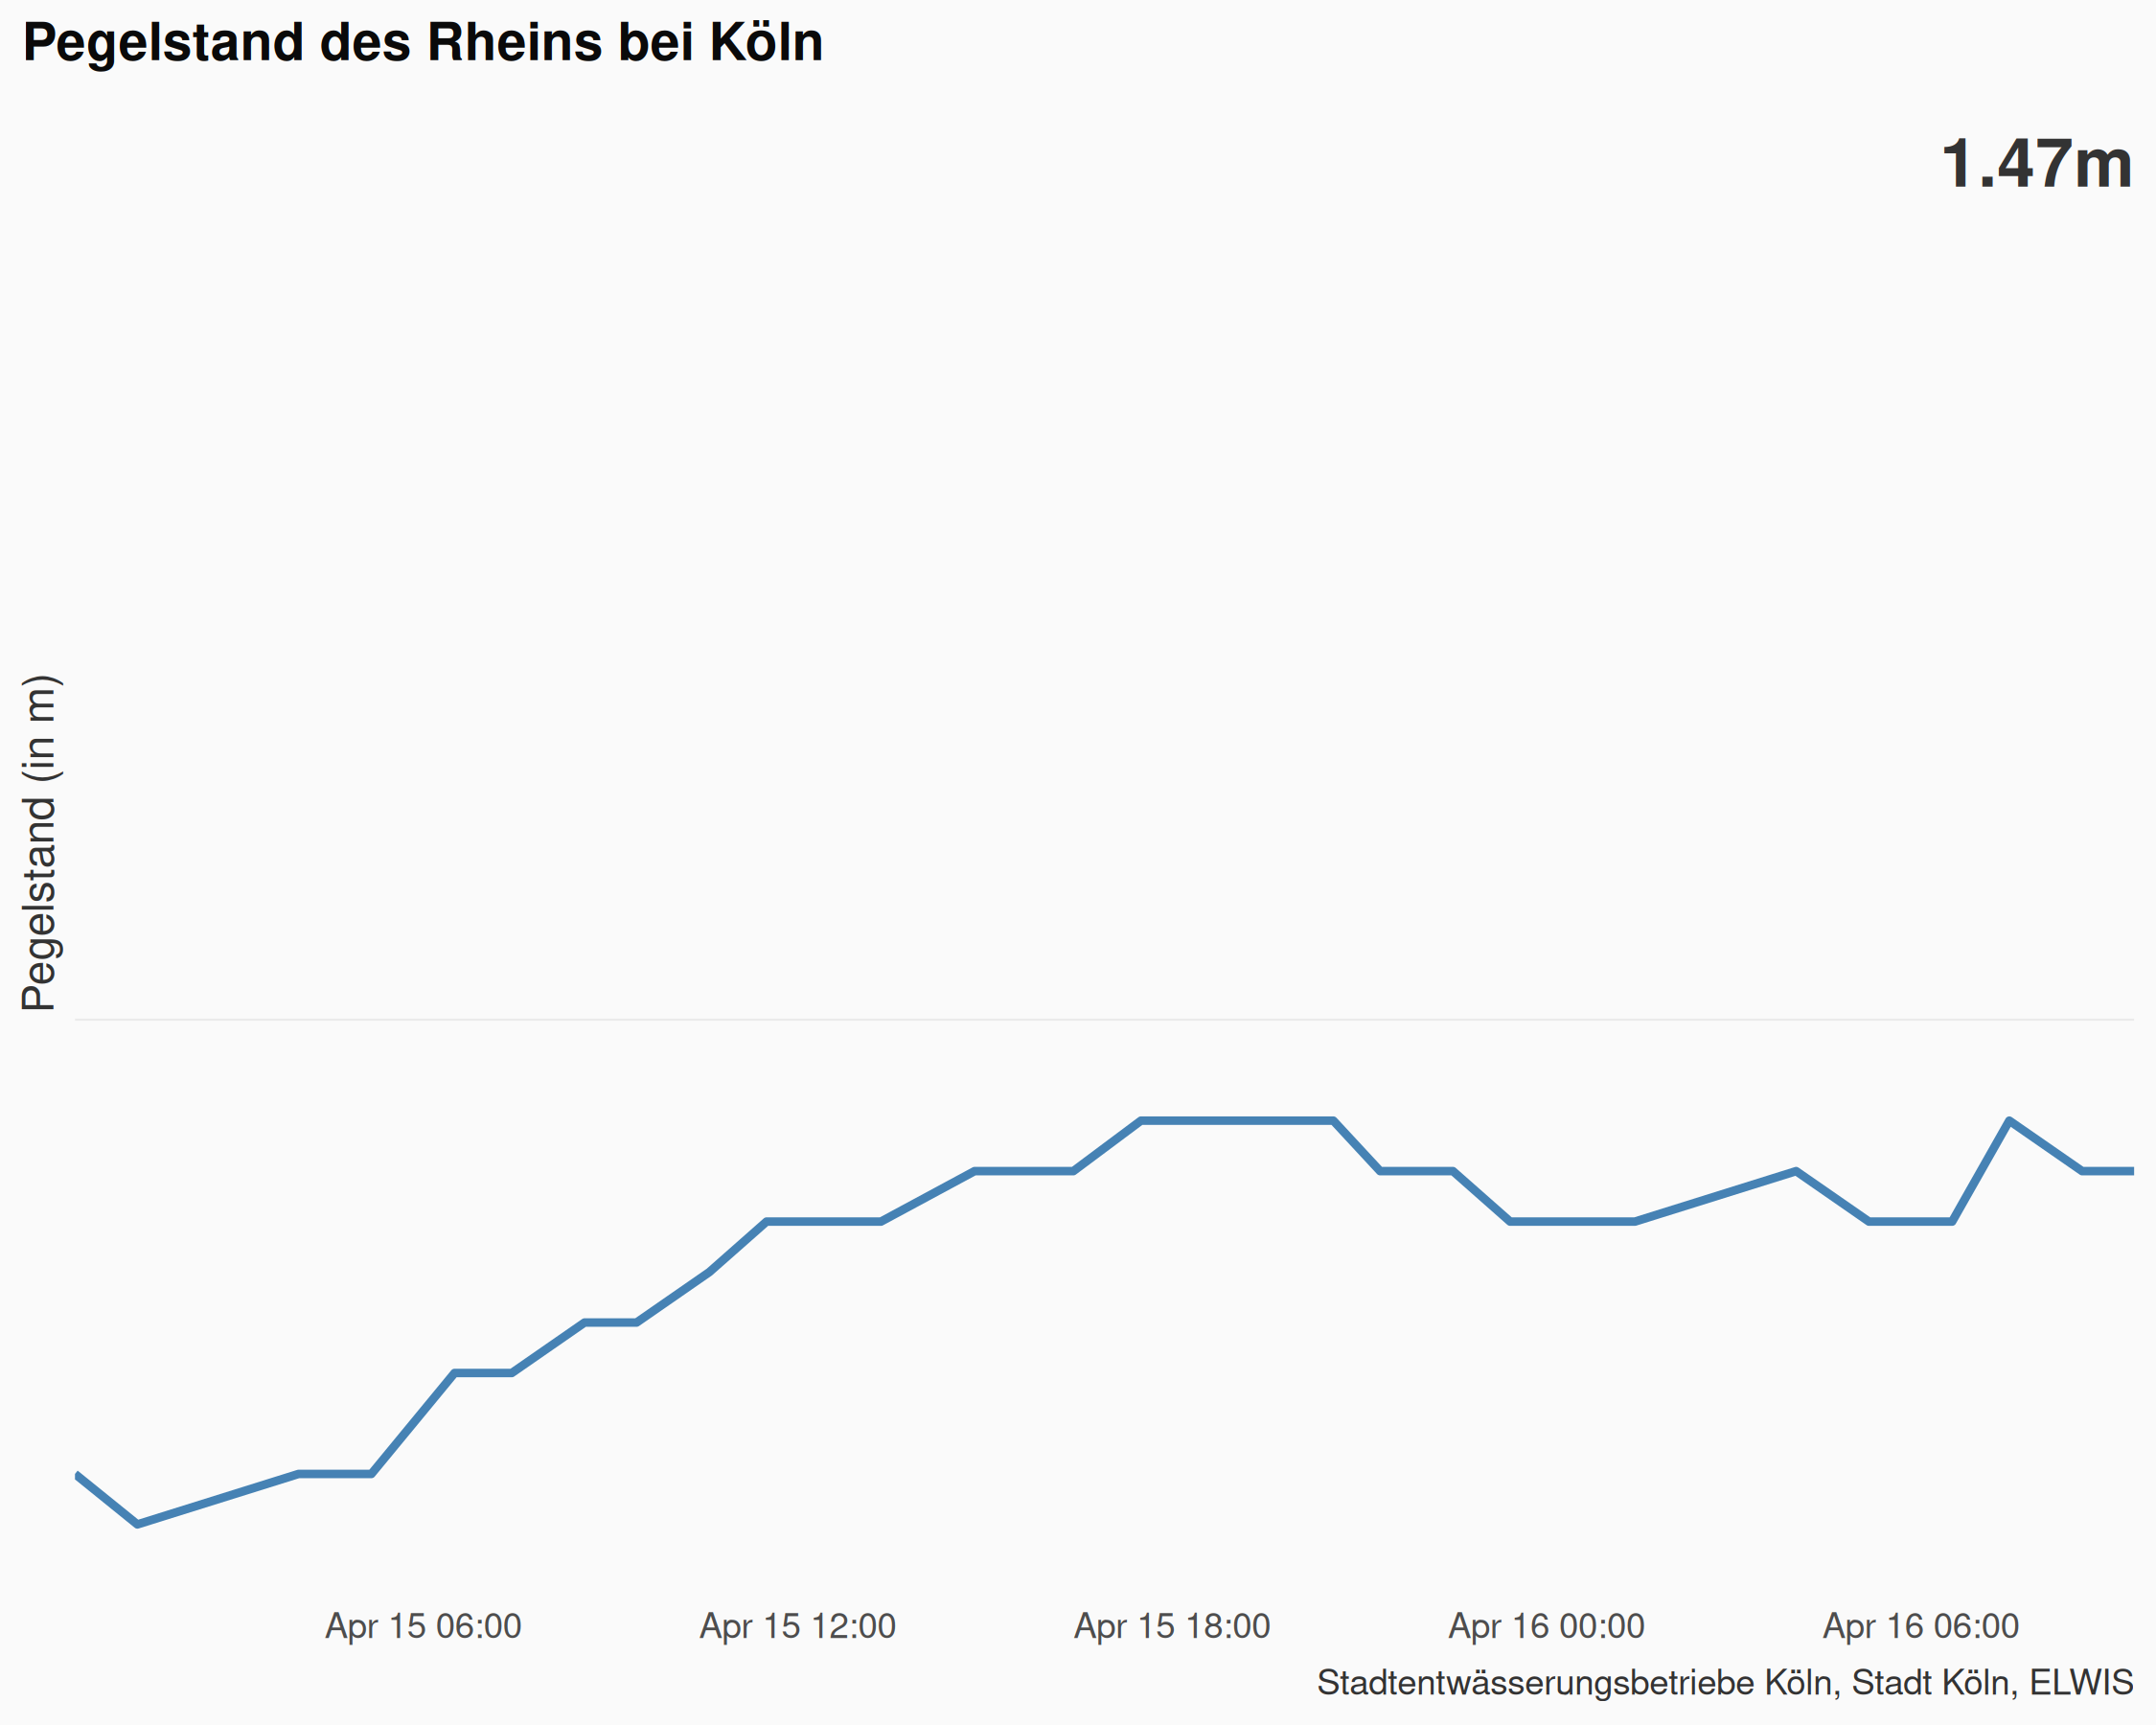 Pegelstand des Rheins bei Köln
1.47m
Pegelstand (in m)
Apr 15 06:00
Apr 15 12:00
Apr 15 18:00
Apr 16 00:00
Apr 16 06:00
Stadtentwässerungsbetriebe Köln, Stadt Köln, ELWIS